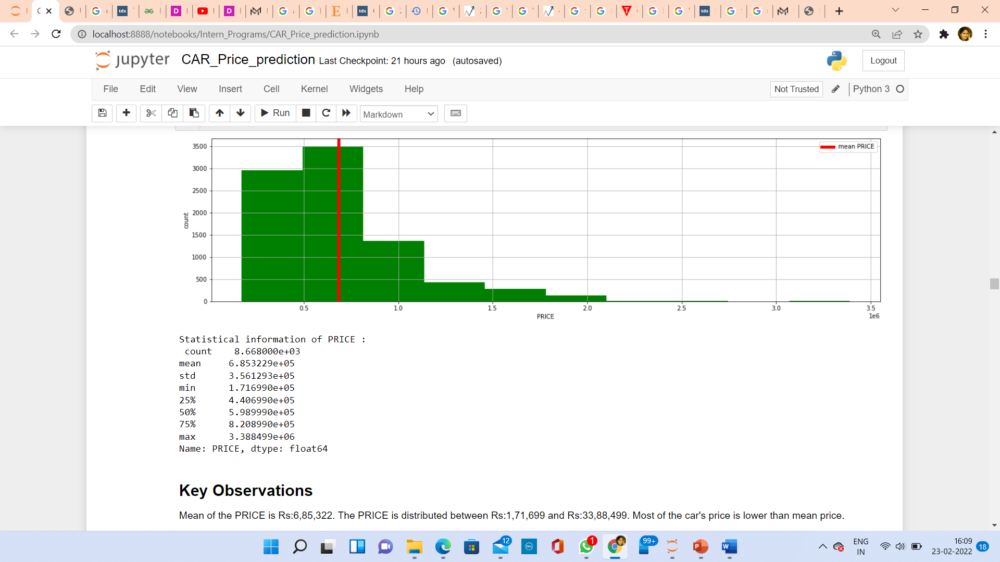 localhost:8888/notebooks/Intern_Programs/CAR_Price_prediction.ipynb
jupyter CAR_Price_prediction Last Checkpoint: 21 hours ago (autosaved)
Logout
File Edit View Insert Cell Kernel Widgets Help
Not Trusted
Python 3
Run
Markdown
mean PRICE
3500
3000
2500
2000
1500
1000
500
0
count
0.5 1.0 1.5 2.0 2.5 3.0 3.5
1e6
PRICE
Statistical information of PRICE :
count 8.668000e+03
mean 6.853229e+05
std 3.561293e+05
min 1.716990e+05
25% 4.406990e+05
50% 5.989990e+05
75% 8.208990e+05
max 3.388499e+06
Name: PRICE, dtype: float64
Key Observations
Mean of the PRICE is Rs:6,85,322. The PRICE is distributed between Rs:1,71,699 and Rs:33,88,499. Most of the car's price is lower than mean price.
12
1
99+
ENG
IN
16:09
23-02-2022
18